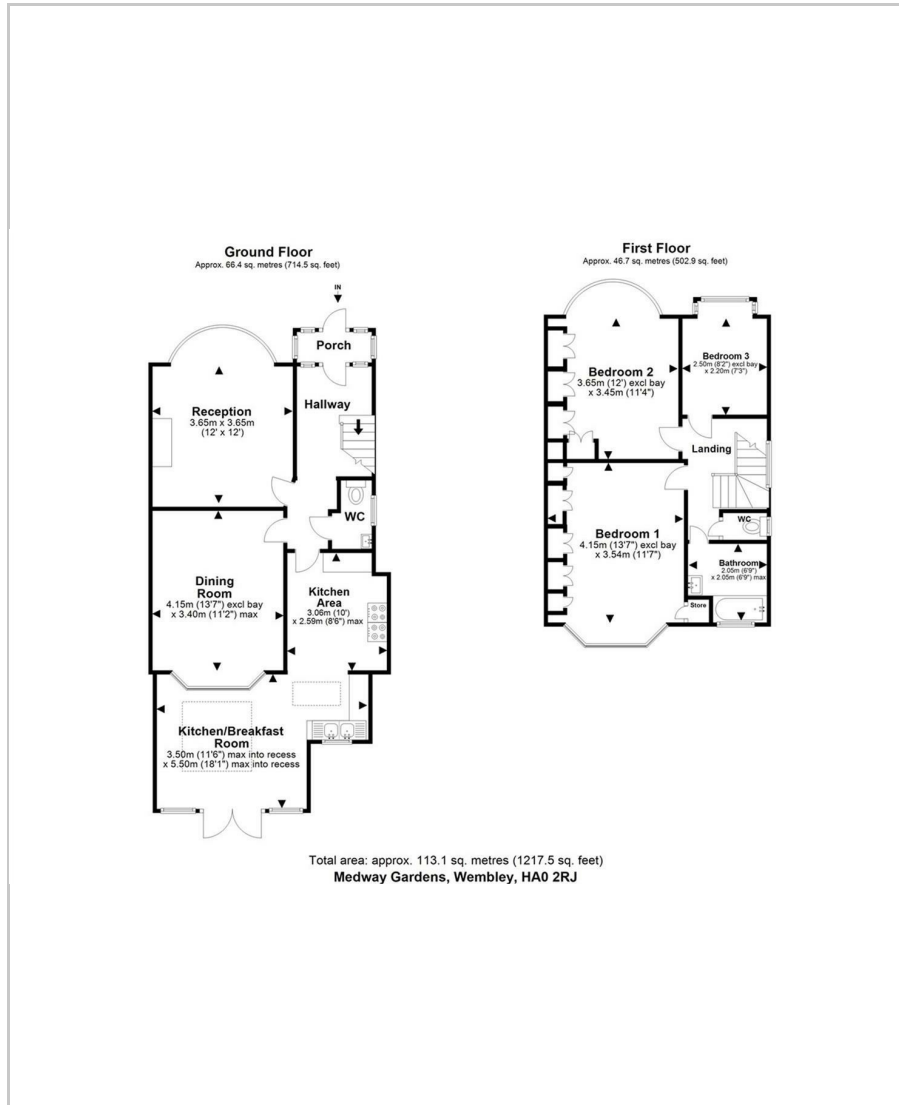 Ground Floor
Approx. 66.4 sq. metres (714.5 sq. feet)
IN
Porch
Hallway
Reception
3.65m x 3.65m
(12' x 12')
WC
Dining
Room
4.15m (13'7") excl bay
x 3.40m (11'2") max
Kitchen
Area
3.06m (10')
x 2.59m (8'6") max
Kitchen/Breakfast
Room
3.50m (11'6") max into recess
x 5.50m (18'1") max into recess
First Floor
Approx. 46.7 sq. metres (502.9 sq. feet)
Bedroom 2
3.65m (12') excl bay
x 3.45m (11'4")
Bedroom 3
2.50m (8'2") excl bay
x 2.20m (7'3")
Landing
WC
Bedroom 1
4.15m (13'7") excl bay
x 3.54m (11'7")
Bathroom
2.05m (6'9")
x 2.05m (6'9") max
Store
Total area: approx. 113.1 sq. metres (1217.5 sq. feet)
Medway Gardens, Wembley, HA0 2RJ